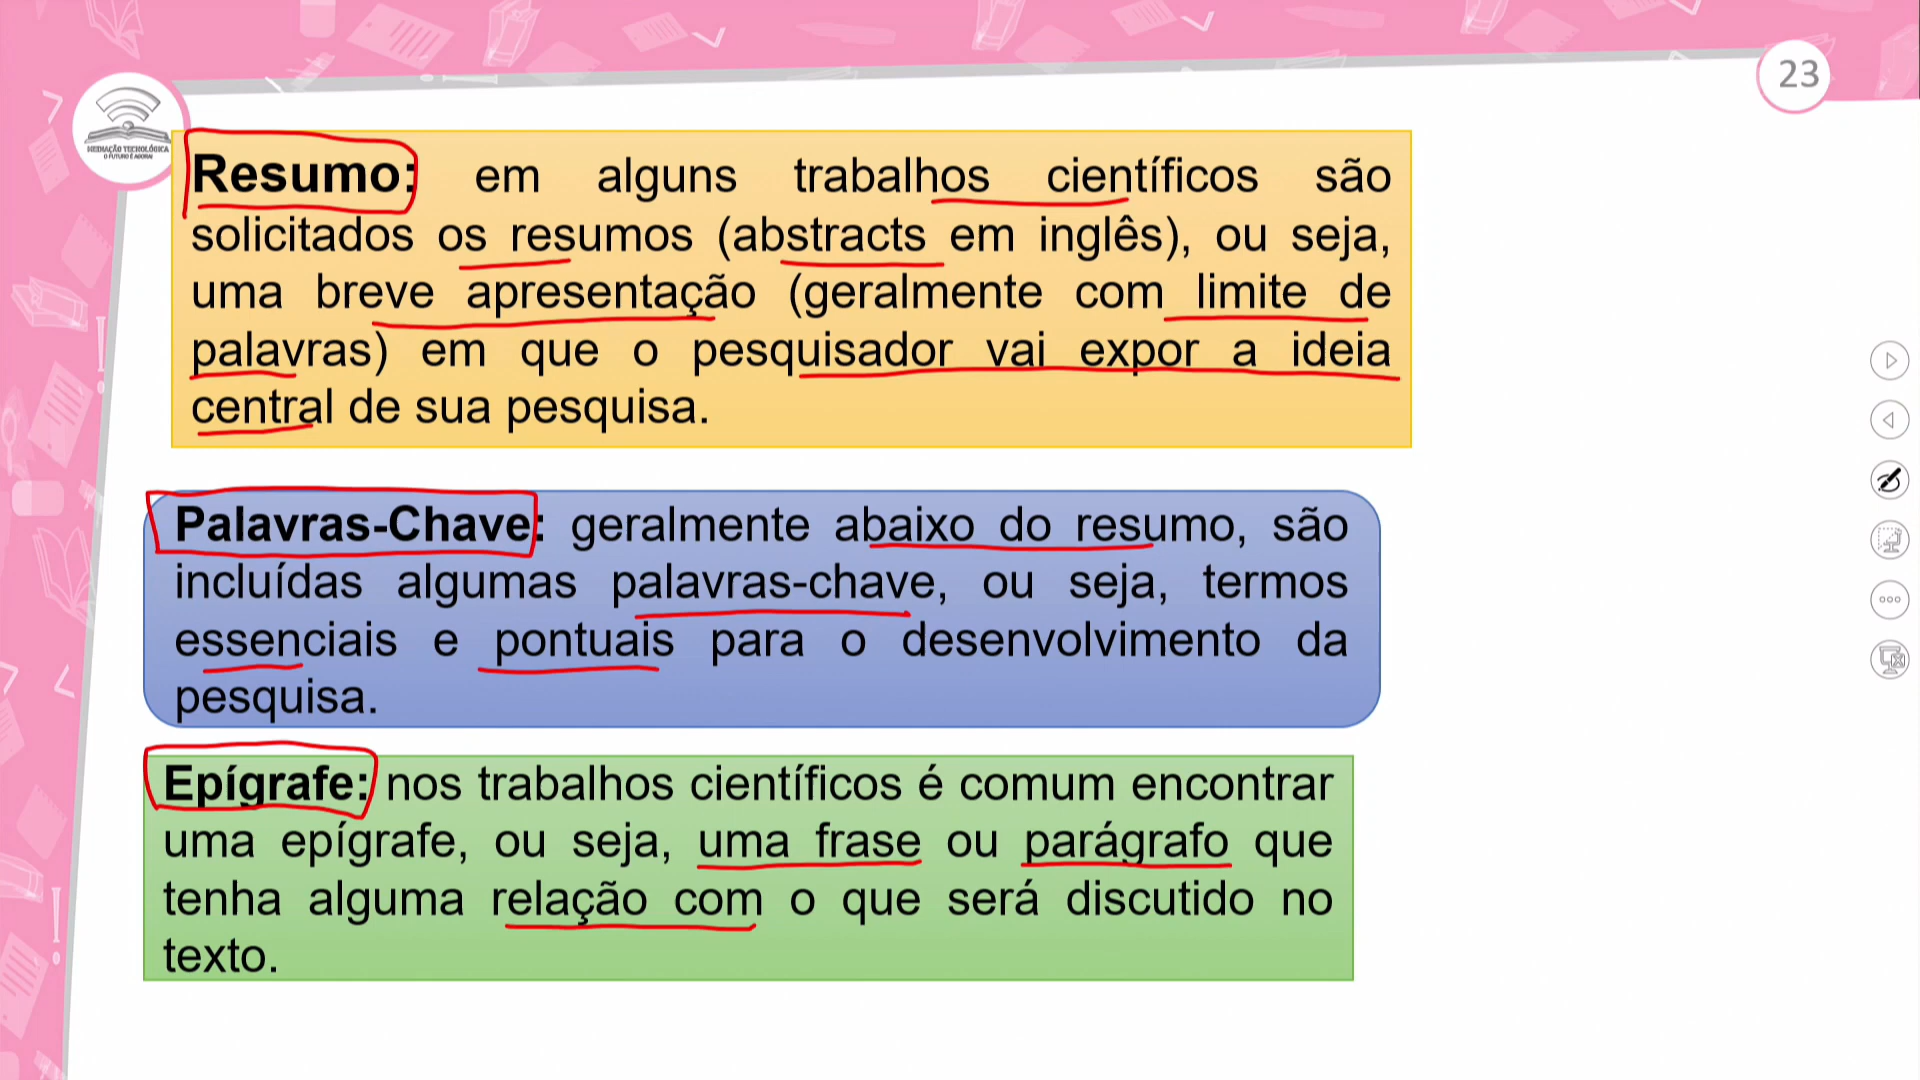 23
MEDIAÇÃO TECNOLÓGICA
O FUTURO É AGORA!
Resumo: em alguns trabalhos científicos são
solicitados os resumos (abstracts em inglês), ou seja,
uma breve apresentação (geralmente com limite de
palavras) em que o pesquisador vai expor a ideia
central de sua pesquisa.
Palavras-Chave: geralmente abaixo do resumo, são
incluídas algumas palavras-chave, ou seja, termos
essenciais e pontuais para o desenvolvimento da
pesquisa.
Epígrafe: nos trabalhos científicos é comum encontrar
uma epígrafe, ou seja, uma frase ou parágrafo que
tenha alguma relação com o que será discutido no
texto.